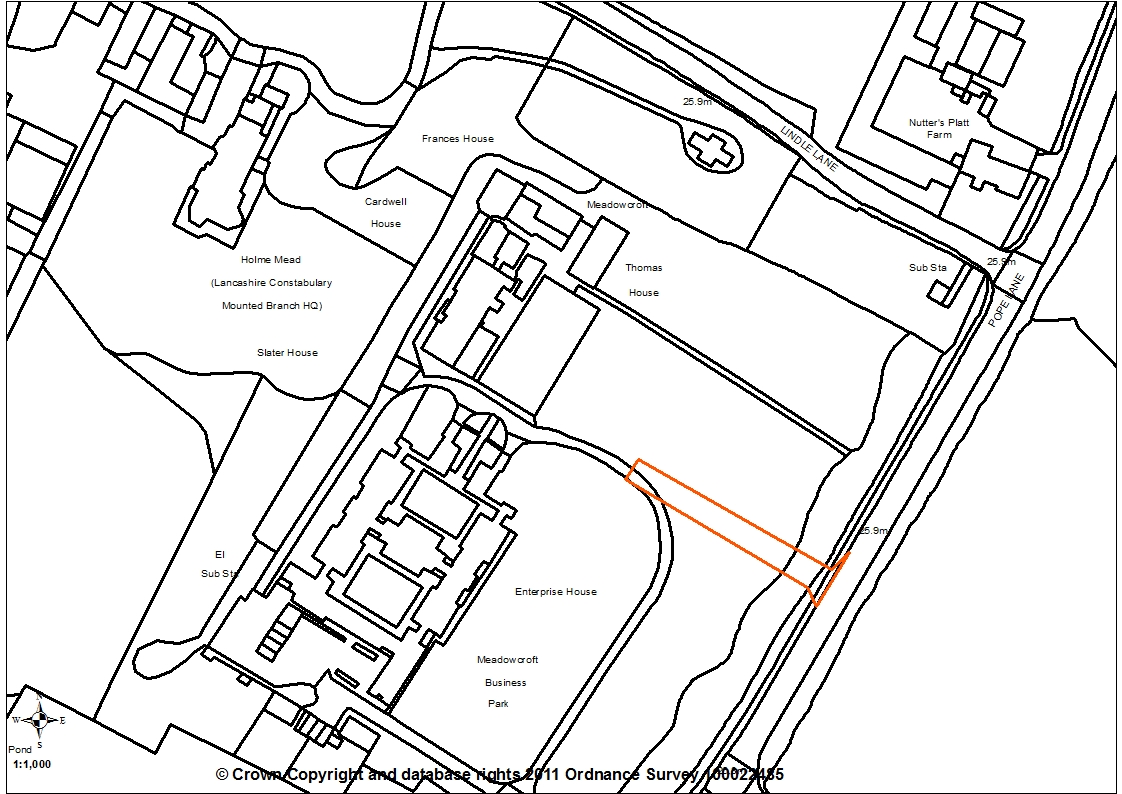 25.9m
Nutter's Platt
Farm
LINDLE LANE
Frances House
Cardwell
House
Meadowcroft
Holme Mead
(Lancashire Constabulary
Mounted Branch HQ)
Thomas
House
Sub Sta
25.9m
POPE LANE
Slater House
25.9m
El
Sub Sta
Enterprise House
Meadowcroft
Business
Park
N
W E
S
Pond
1:1,000
© Crown Copyright and database rights 2011 Ordnance Survey 100022485